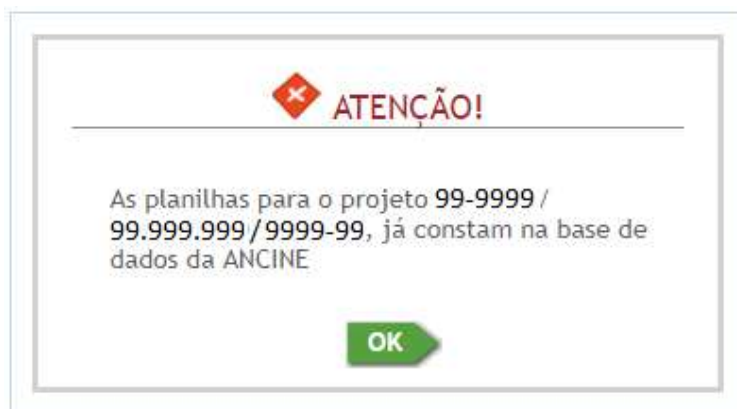 ATENÇÃO!
As planilhas para o projeto 99-9999/
99.999.999/9999-99, já constam na base de
dados da ANCINE
OK